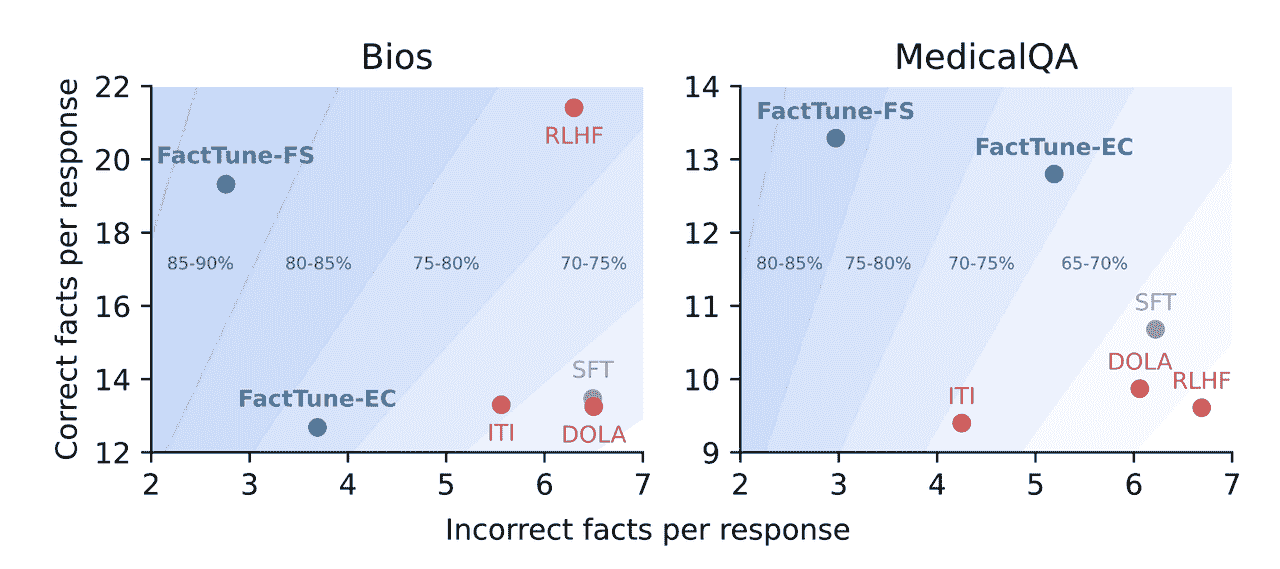 Bios
Correct facts per response
22
20
18
16
14
12
FactTune-FS
RLHF
85-90%
80-85%
75-80%
70-75%
FactTune-EC
SFT
ITI
DOLA
2
3
4
5
6
7
MedicalQA
14
13
12
11
10
9
FactTune-FS
FactTune-EC
80-85%
75-80%
70-75%
65-70%
SFT
DOLA
RLHF
ITI
2
3
4
5
6
7
Incorrect facts per response